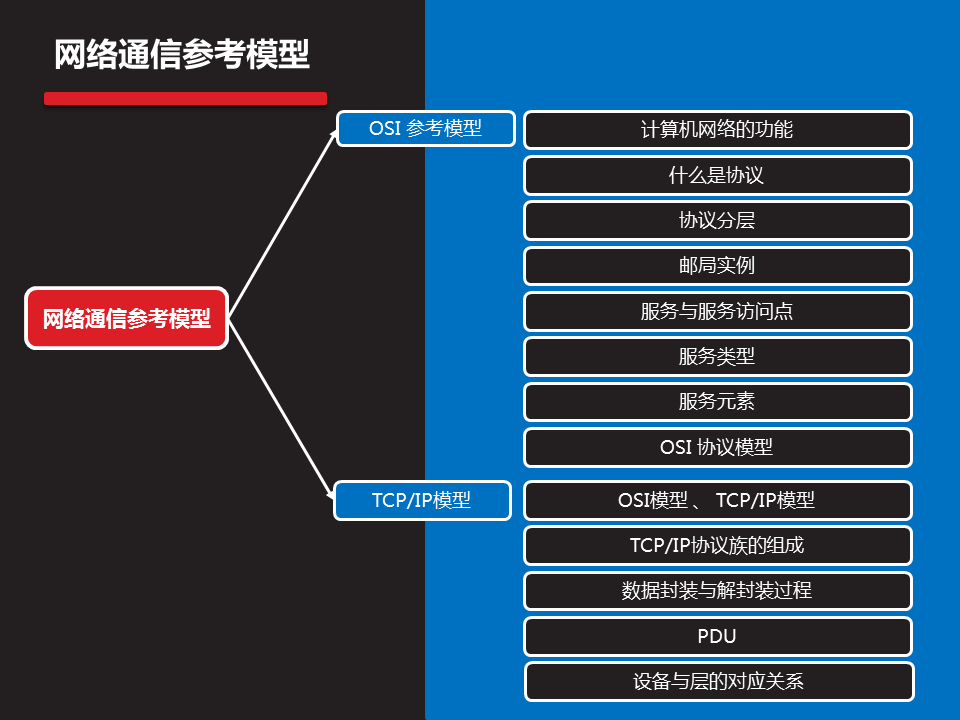 网络通信参考模型
OSI 参考模型
计算机网络的功能
什么是协议
协议分层
邮局实例
网络通信参考模型
服务与服务访问点
服务类型
服务元素
OSI 协议模型
TCP/IP模型
OSI模型 、 TCP/IP模型
TCP/IP协议族的组成
数据封装与解封装过程
PDU
设备与层的对应关系